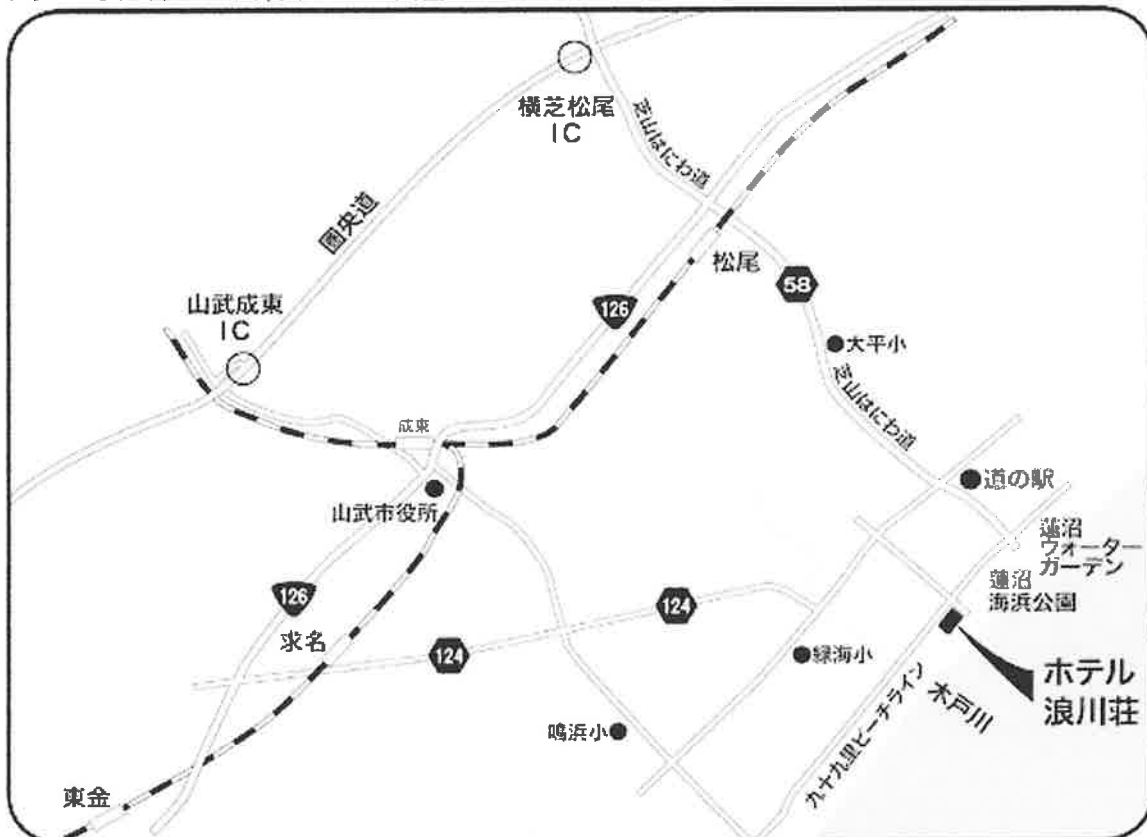 横芝松尾
IC
芝山はにわ道
圏央道
松尾
58
山武成東
IC
126
大平小
芝山はにわ道
成東
道の駅
山武市役所
蓮沼
ウォーター
ガーデン
蓮沼
海浜公園
126
124
求名
124
緑海小
ホテル
浪川荘
木戸川
九十九里ビーチライン
鳴浜小
東金